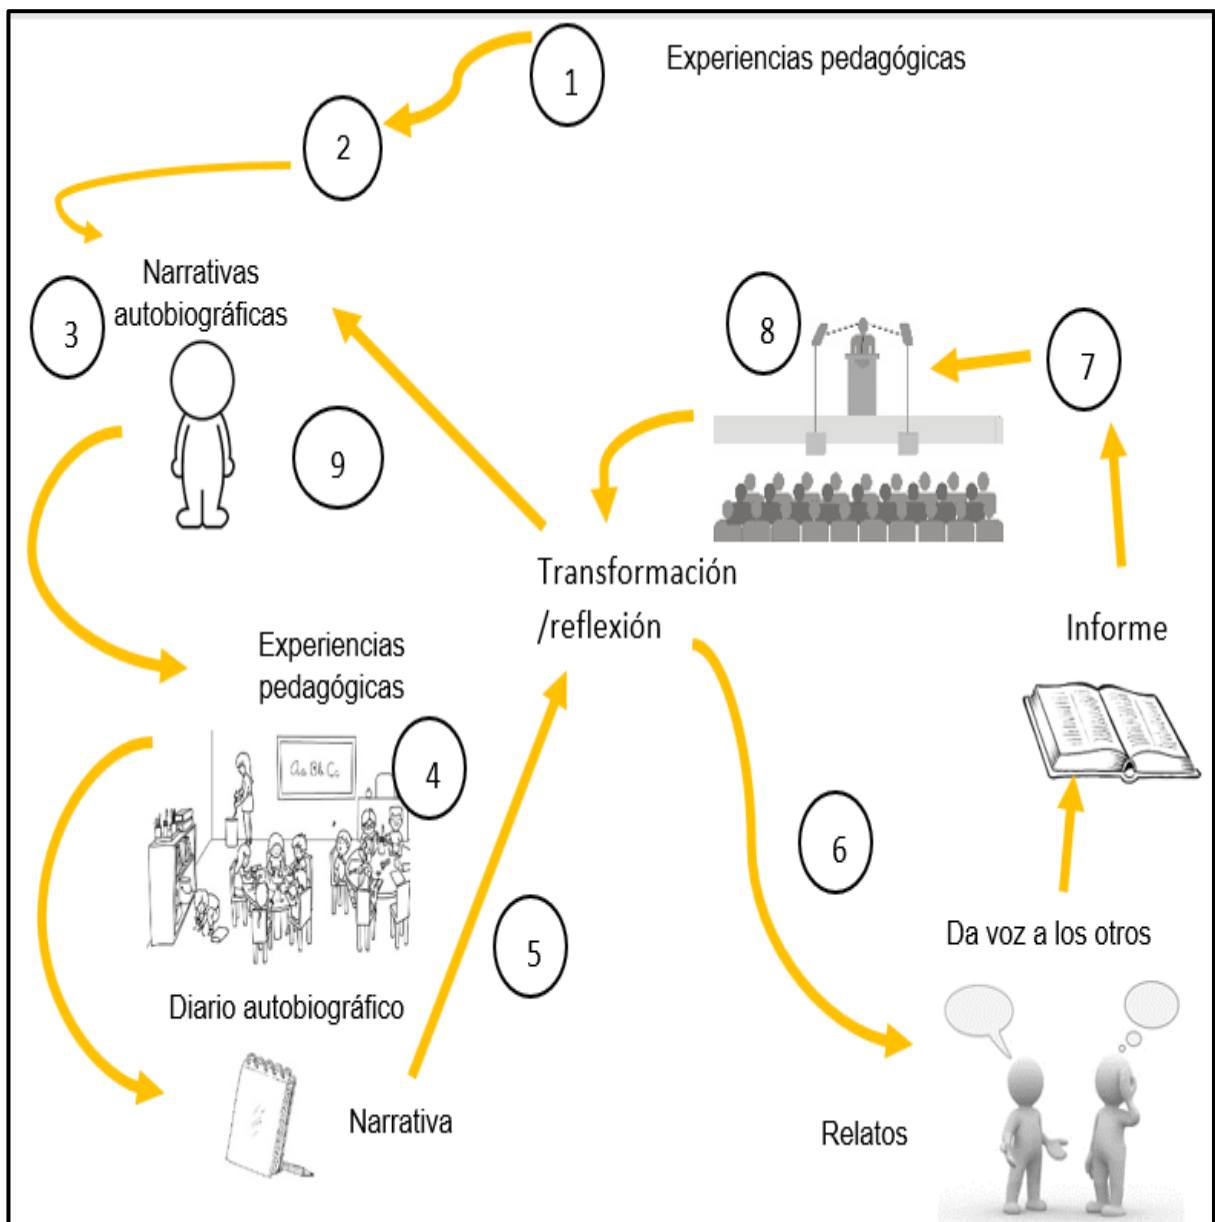 1
Experiencias pedagógicas
2
Narrativas
autobiográficas
3
8
7
9
Transformación
/reflexión
Informe
Experiencias
pedagógicas
4
Aa Bb Cc
6
5
Da voz a los otros
Diario autobiográfico
Narrativa
Relatos